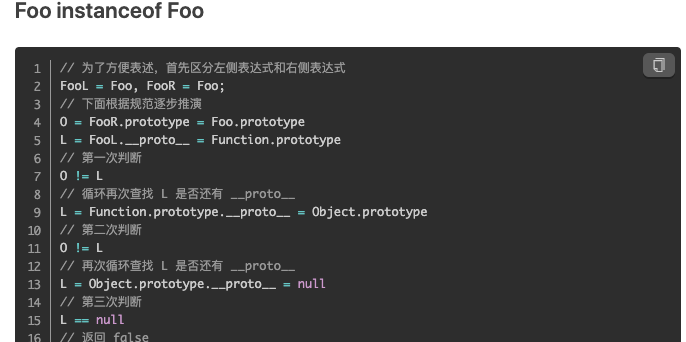 Foo instanceof Foo
1 // 为了方便表述，首先区分左侧表达式和右侧表达式
2 FooL = Foo, FooR = Foo;
3 // 下面根据规范逐步推演
4 O = FooR.prototype = Foo.prototype
5 L = FooL.__proto__ = Function.prototype
6 // 第一次判断
7 O != L
8 // 循环再次查找 L 是否还有 __proto__
9 L = Function.prototype.__proto__ = Object.prototype
10 // 第二次判断
11 O != L
12 // 再次循环查找 L 是否还有 __proto__
13 L = Object.prototype.__proto__ = null
14 // 第三次判断
15 L == null
16 // 返回 false